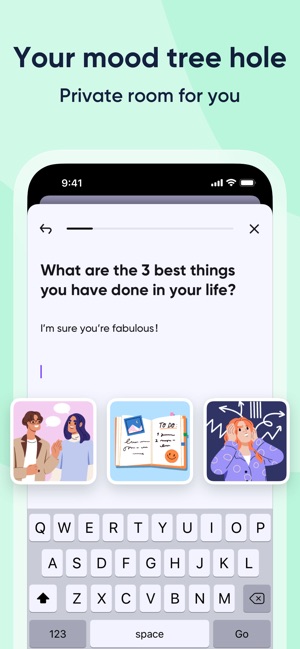 Your mood tree hole
Private room for you
9:41
What are the 3 best things
you have done in your life?
I'm sure you're fabulous!
TO DO
Q W E R T Y U I O P
A S D F G H J K L
Z X C V B N M
123 space Go